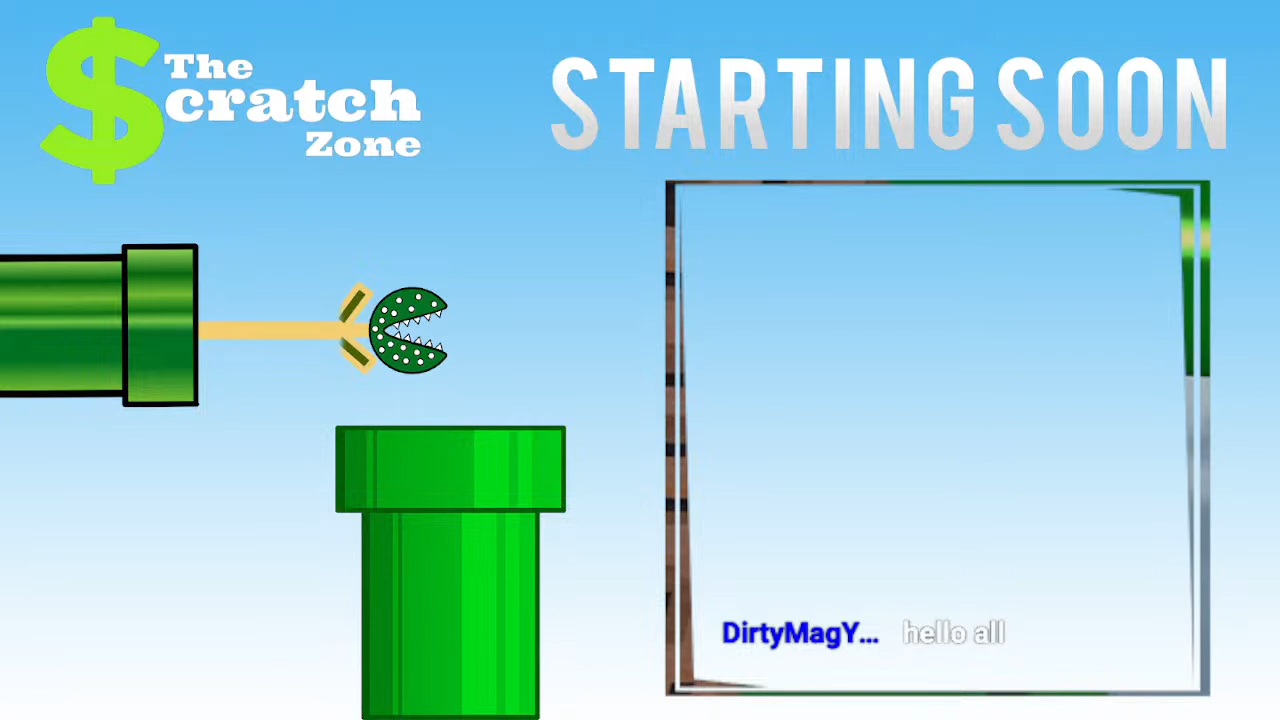 The
$cratch
Zone
STARTING SOON
DirtyMagY... hello all